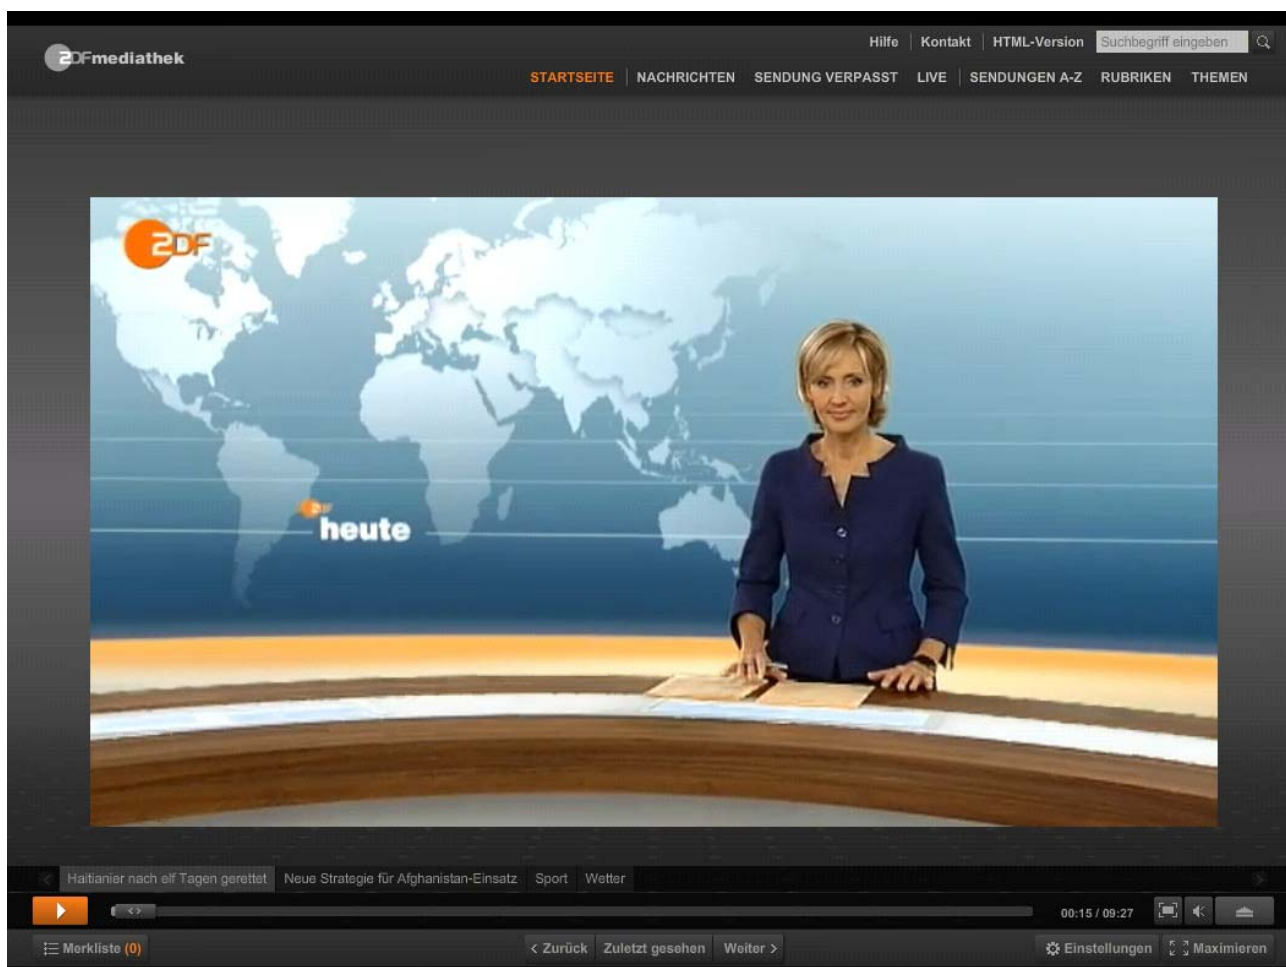 ZDFmediathek
Hilfe Kontakt HTML-Version Suchbegriff eingeben
STARTSEITE NACHRICHTEN SENDUNG VERPASST LIVE SENDUNGEN A-Z RUBRIKEN THEMEN
ZDF
ZDF
heute
Haitianier nach elf Tagen gerettet Neue Strategie für Afghanistan-Einsatz Sport Wetter
00:15 / 09:27
Merkliste (0) < Zurück Zuletzt gesehen Weiter > Einstellungen Maximieren